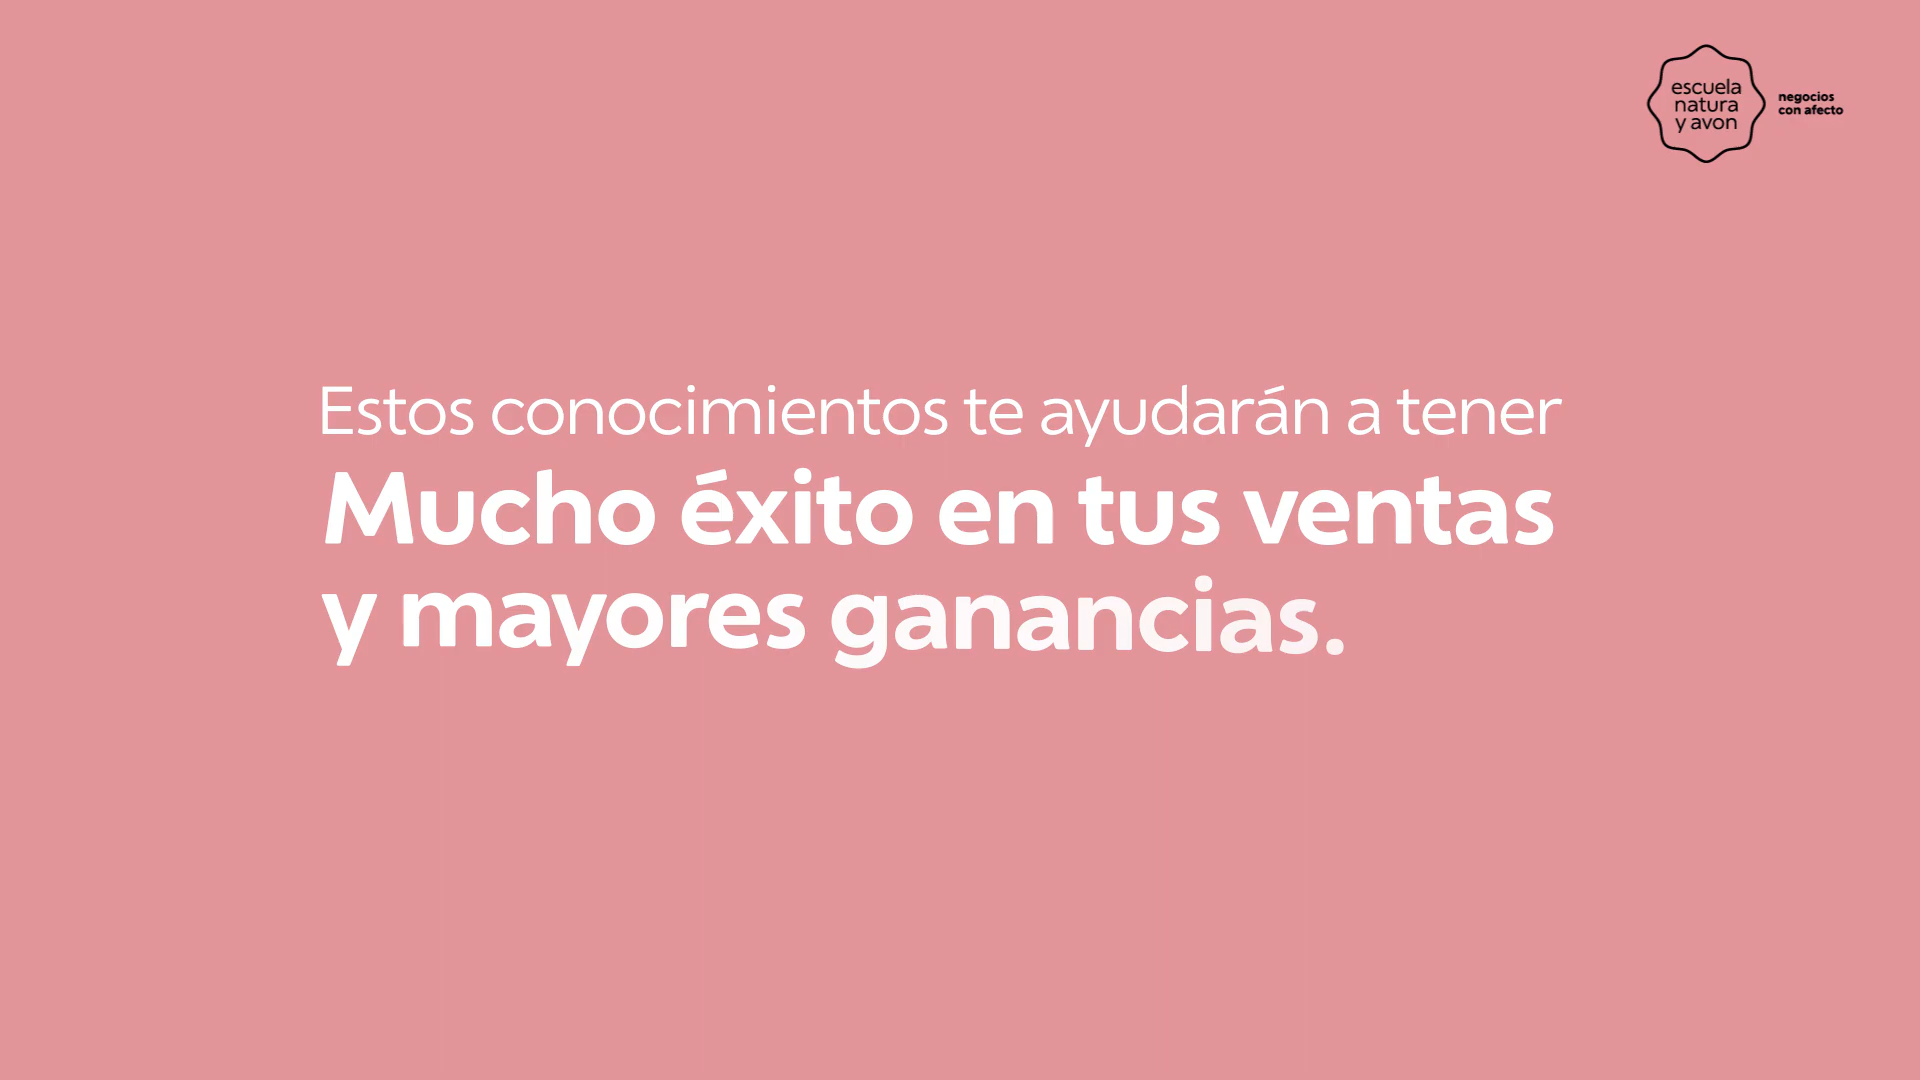 escuela
natura
y avon
negocios
con afecto
Estos conocimientos te ayudarán a tener
Mucho éxito en tus ventas
y mayores ganancias.